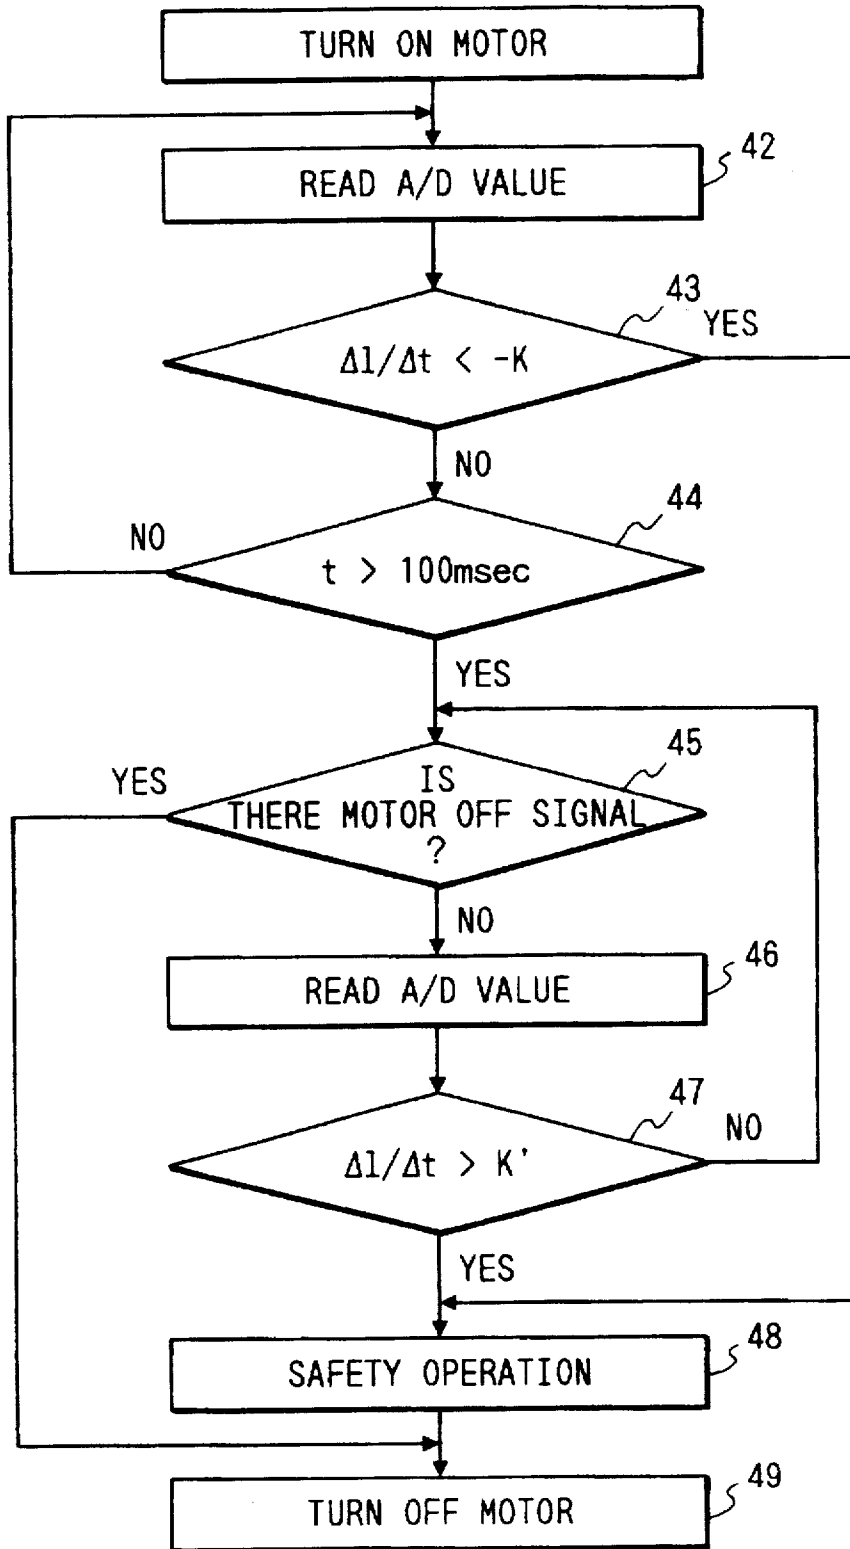 TURN ON MOTOR
42
READ A/D VALUE
43
YES
Δl/Δt < -K
NO
44
NO
t > 100msec
YES
45
YES
IS
THERE MOTOR OFF SIGNAL
?
NO
46
READ A/D VALUE
47
NO
Δl/Δt > K'
YES
48
SAFETY OPERATION
49
TURN OFF MOTOR